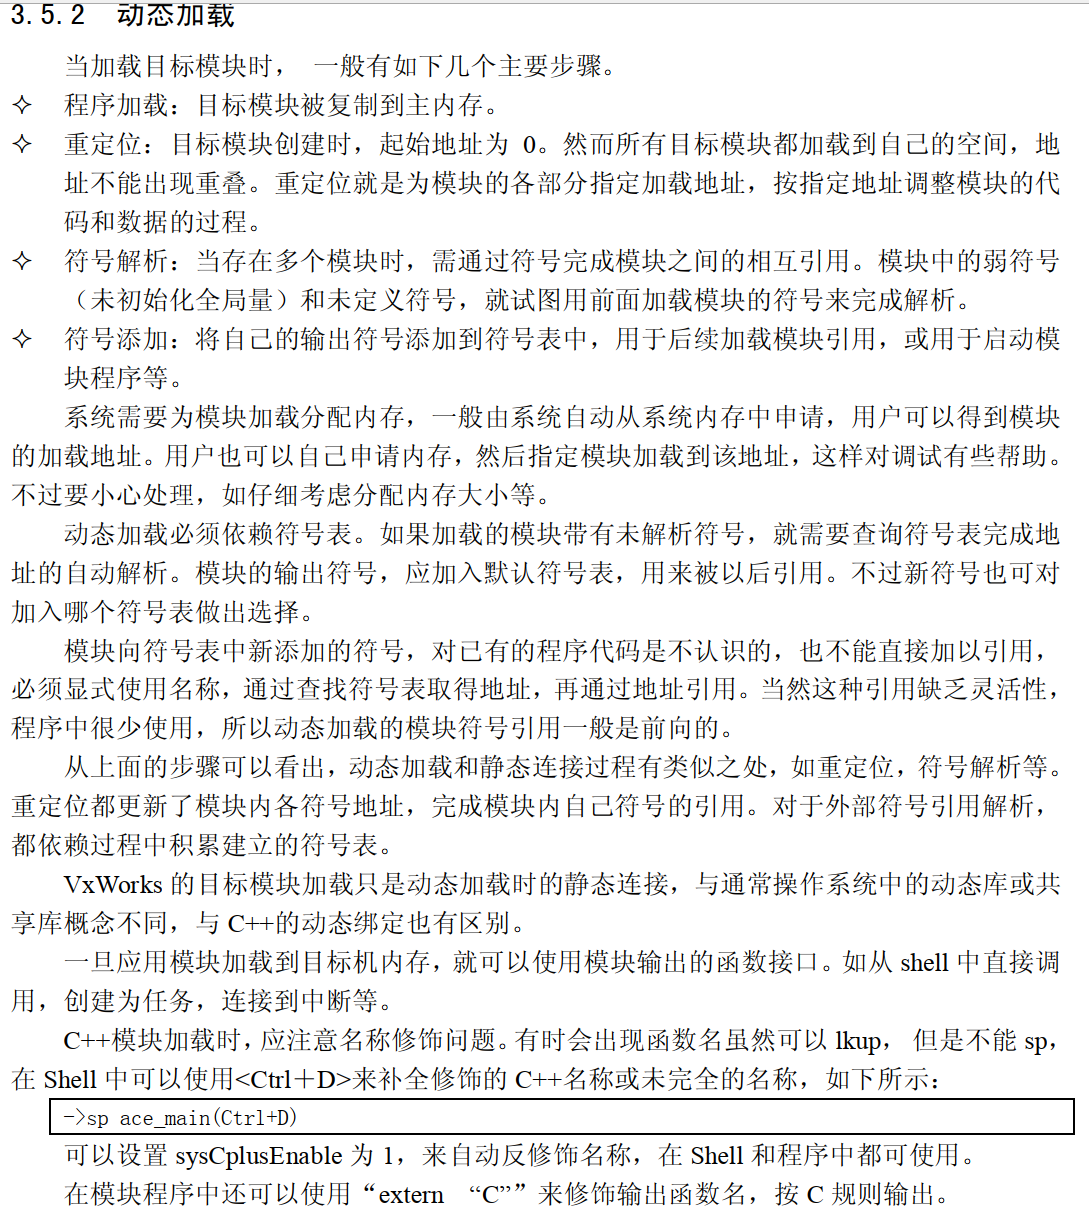 3.5.2 动态加载
当加载目标模块时， 一般有如下几个主要步骤。
✧ 程序加载：目标模块被复制到主内存。
✧ 重定位：目标模块创建时，起始地址为 0。然而所有目标模块都加载到自己的空间，地
址不能出现重叠。重定位就是为模块的各部分指定加载地址，按指定地址调整模块的代
码和数据的过程。
✧ 符号解析：当存在多个模块时，需通过符号完成模块之间的相互引用。模块中的弱符号
（未初始化全局量）和未定义符号，就试图用前面加载模块的符号来完成解析。
✧ 符号添加：将自己的输出符号添加到符号表中，用于后续加载模块引用，或用于启动模
块程序等。
系统需要为模块加载分配内存，一般由系统自动从系统内存中申请，用户可以得到模块
的加载地址。用户也可以自己申请内存，然后指定模块加载到该地址，这样对调试有些帮助。
不过要小心处理，如仔细考虑分配内存大小等。
动态加载必须依赖符号表。如果加载的模块带有未解析符号，就需要查询符号表完成地
址的自动解析。模块的输出符号，应加入默认符号表，用来被以后引用。不过新符号也可对
加入哪个符号表做出选择。
模块向符号表中新添加的符号，对已有的程序代码是不认识的，也不能直接加以引用，
必须显式使用名称，通过查找符号表取得地址，再通过地址引用。当然这种引用缺乏灵活性，
程序中很少使用，所以动态加载的模块符号引用一般是前向的。
从上面的步骤可以看出，动态加载和静态连接过程有类似之处，如重定位，符号解析等。
重定位都更新了模块内各符号地址，完成模块内自己符号的引用。对于外部符号引用解析，
都依赖过程中积累建立的符号表。
VxWorks 的目标模块加载只是动态加载时的静态连接，与通常操作系统中的动态库或共
享库概念不同，与 C++的动态绑定也有区别。
一旦应用模块加载到目标机内存，就可以使用模块输出的函数接口。如从 shell 中直接调
用，创建为任务，连接到中断等。
C++模块加载时，应注意名称修饰问题。有时会出现函数名虽然可以 lkup， 但是不能 sp，
在 Shell 中可以使用<Ctrl＋D>来补全修饰的 C++名称或未完全的名称，如下所示：
->sp ace_main(Ctrl+D)
可以设置 sysCplusEnable 为 1，来自动反修饰名称，在 Shell 和程序中都可使用。
在模块程序中还可以使用“extern “C””来修饰输出函数名，按 C 规则输出。